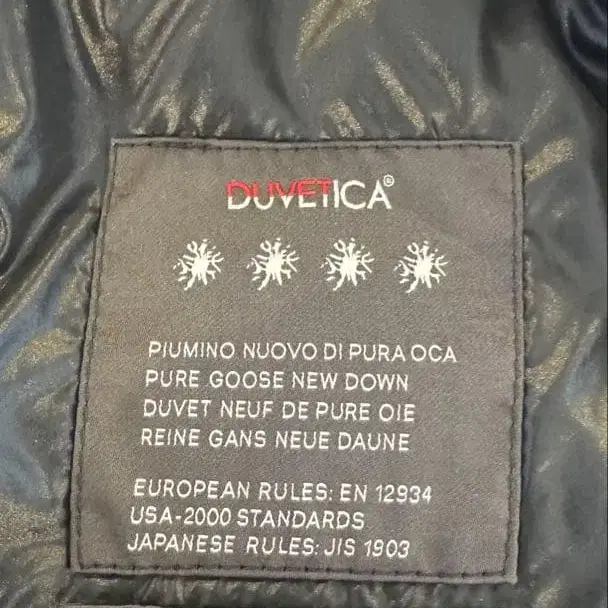 DUVETICA®
PIUMINO NUOVO DI PURA OCA
PURE GOOSE NEW DOWN
DUVET NEUF DE PURE OIE
REINE GANS NEUE DAUNE
EUROPEAN RULES: EN 12934
USA-2000 STANDARDS
JAPANESE RULES: JIS 1903